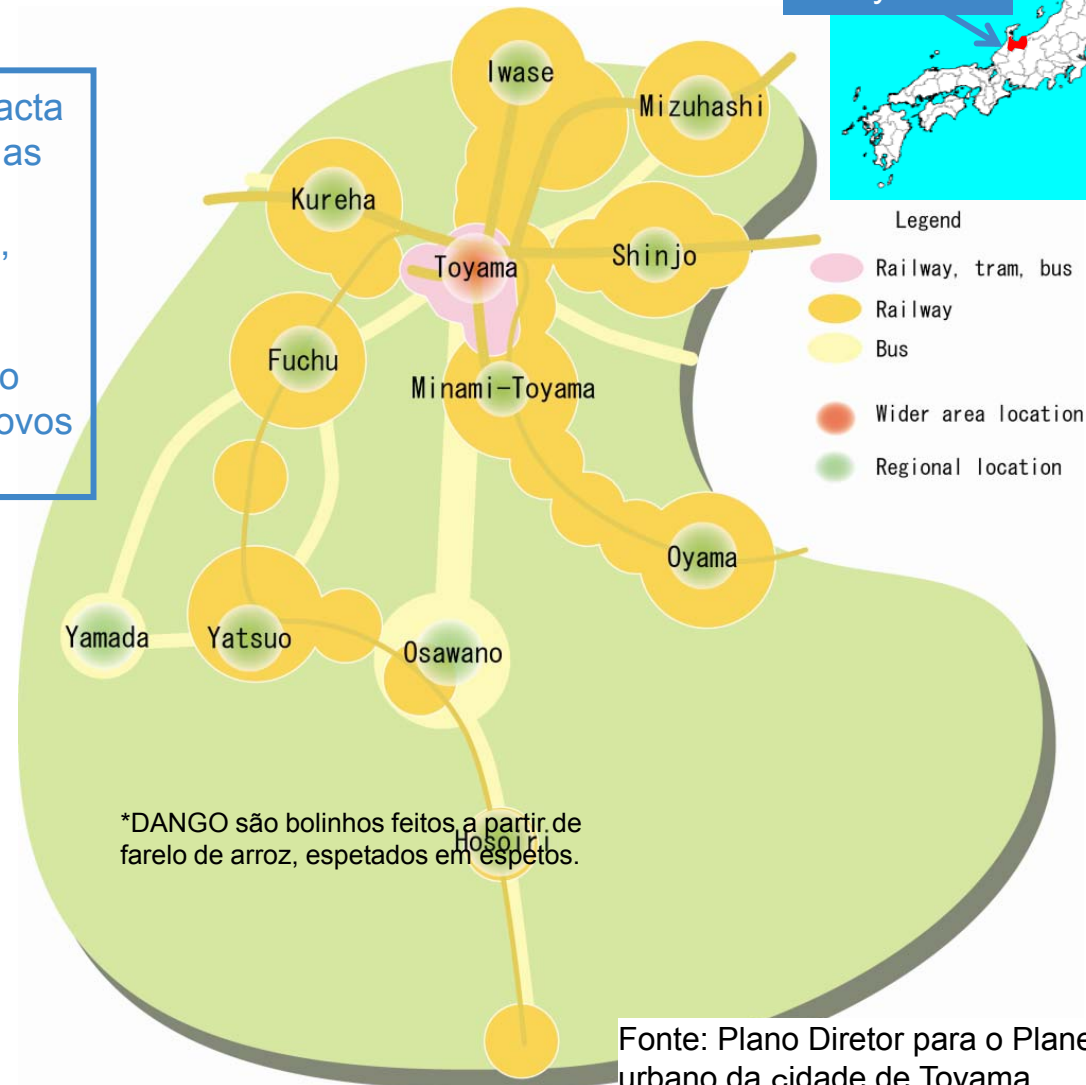 acta
as
,
o
ovos
Iwase
Mizuhashi
Kureha
Toyama
Shinjo
Fuchu
Minami-Toyama
Oyama
Yamada
Yatsuo
Osawano
Hosoiri
Legend
Railway, tram, bus
Railway
Bus
Wider area location
Regional location
*DANGO são bolinhos feitos a partir de
farelo de arroz, espetados em espetos.
Fonte: Plano Diretor para o Plane
urbano da cidade de Toyama